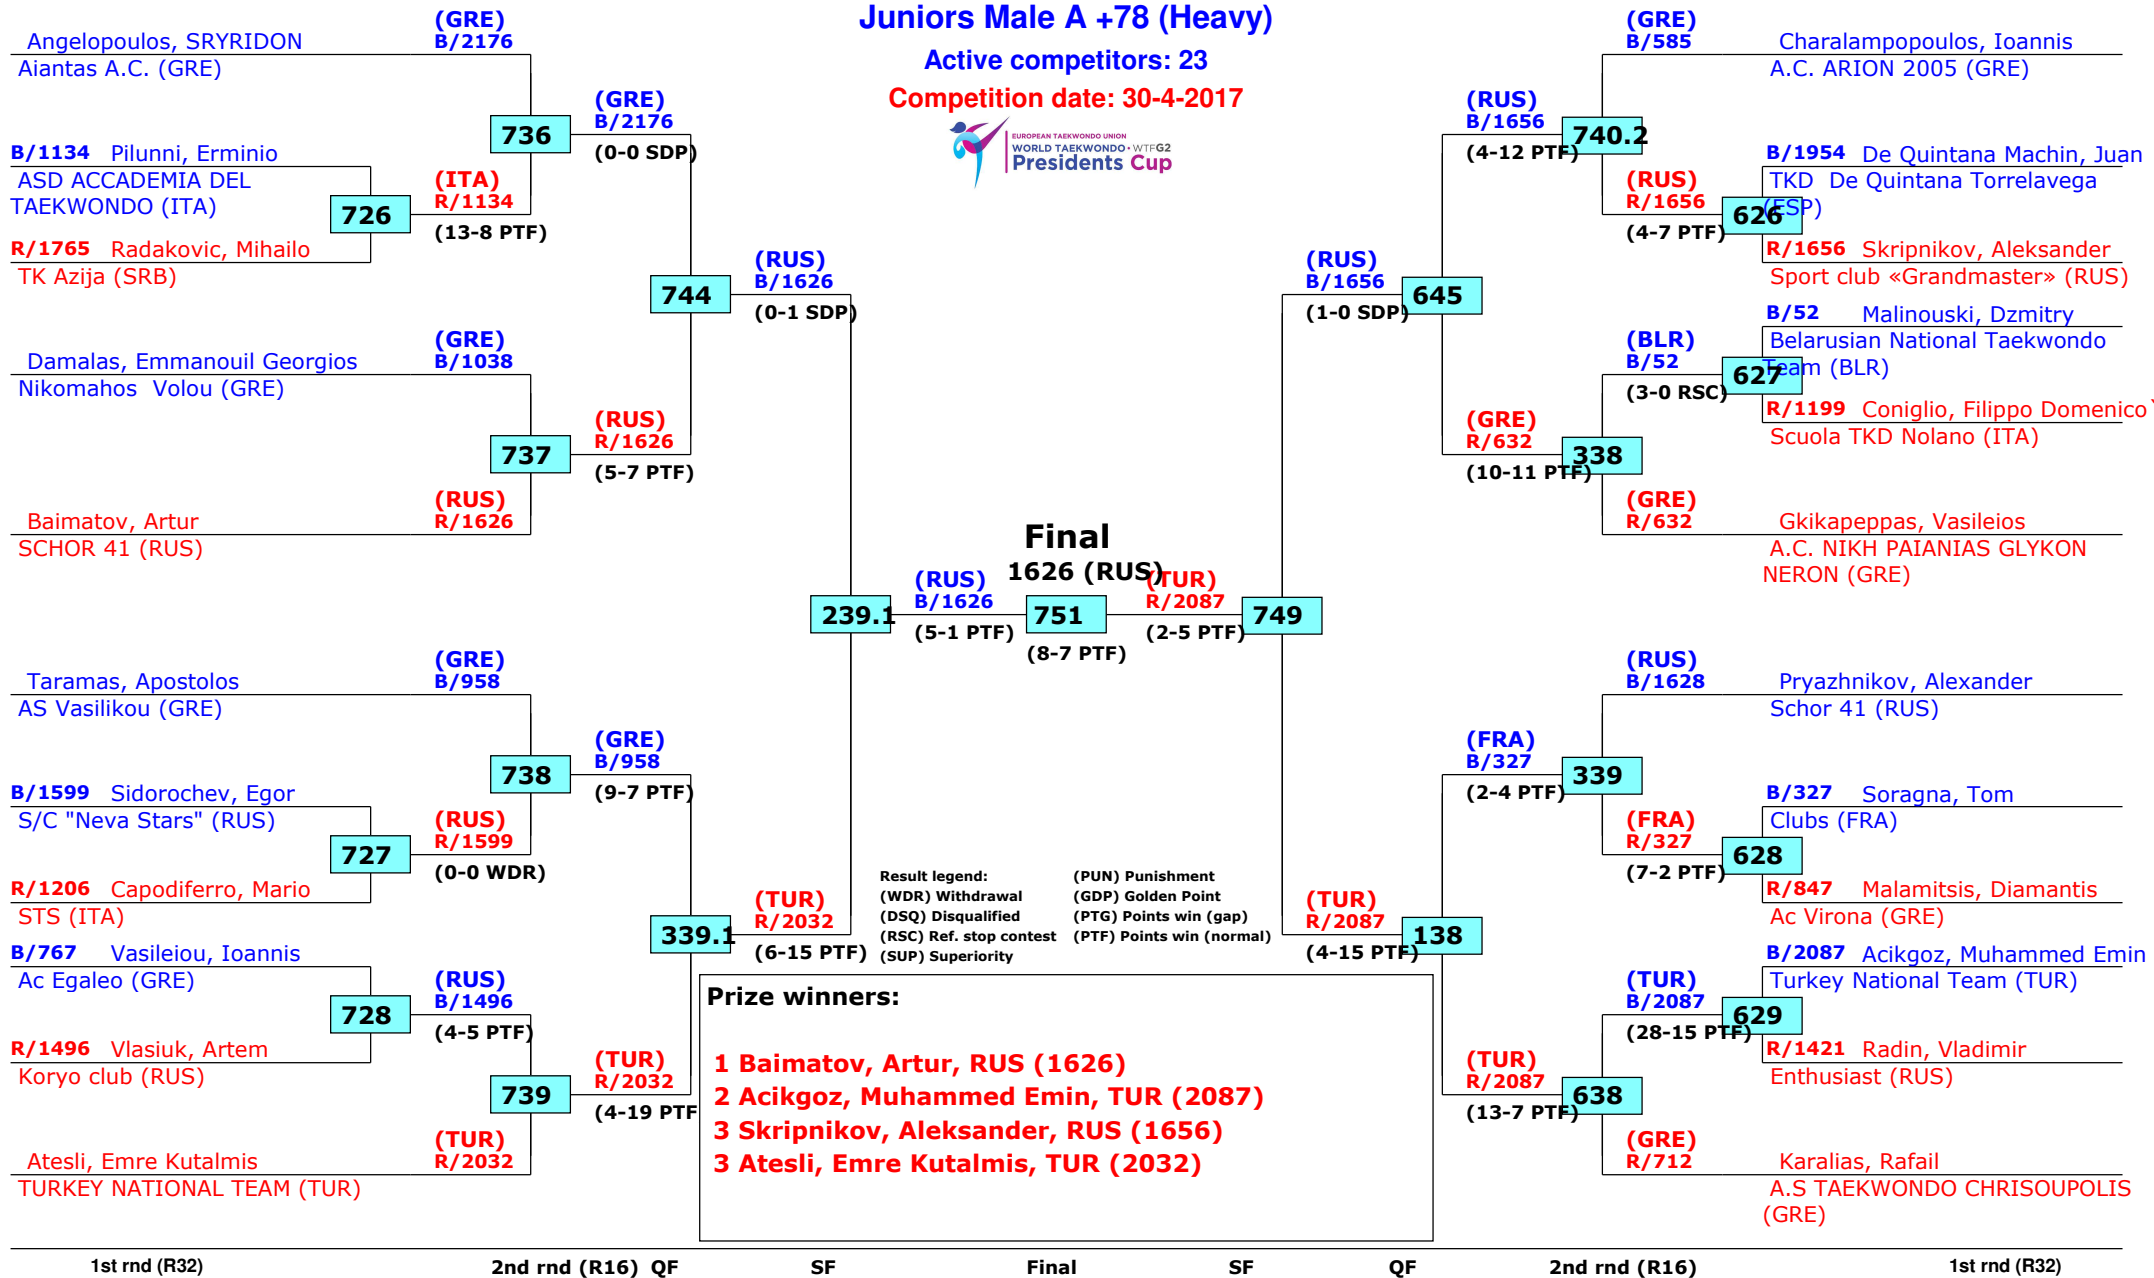 Juniors Male A +78 (Heavy)
Active competitors: 23
Competition date: 30-4-2017
EUROPEAN TAEKWONDO UNION
WORLD TAEKWONDO • WTFG2
Presidents Cup
(GRE)
Angelopoulos, SRYRIDON B/2176
Aiantas A.C. (GRE)
(GRE)
B/2176
736
(0-0 SDP)
B/1134 Pilunni, Erminio
ASD ACCADEMIA DEL
TAEKWONDO (ITA)
(ITA)
R/1134
726
(13-8 PTF)
R/1765 Radakovic, Mihailo
TK Azija (SRB)
(RUS)
B/1626
744
(0-1 SDP)
(GRE)
Damalas, Emmanouil Georgios B/1038
Nikomahos Volou (GRE)
(RUS)
R/1626
737
(5-7 PTF)
(RUS)
Baimatov, Artur R/1626
SCHOR 41 (RUS)
Final
1626 (RUS)
(RUS)
B/1626
239.1
(5-1 PTF)
751
(8-7 PTF)
(TUR)
R/2087
749
(2-5 PTF)
(GRE)
Taramas, Apostolos B/958
AS Vasilikou (GRE)
(GRE)
B/958
738
(9-7 PTF)
B/1599 Sidorochev, Egor
S/C "Neva Stars" (RUS)
(RUS)
R/1599
727
(0-0 WDR)
R/1206 Capodiferro, Mario
STS (ITA)
(TUR)
R/2032
339.1
(6-15 PTF)
B/767 Vasileiou, Ioannis
Ac Egaleo (GRE)
(RUS)
B/1496
728
(4-5 PTF)
R/1496 Vlasiuk, Artem
Koryo club (RUS)
(TUR)
R/2032
739
(4-19 PTF
(TUR)
Atesli, Emre Kutalmis R/2032
TURKEY NATIONAL TEAM (TUR)
(GRE)
B/585 Charalampopoulos, Ioannis
A.C. ARION 2005 (GRE)
(RUS)
B/1656
740.2
(4-12 PTF)
B/1954 De Quintana Machin, Juan
TKD De Quintana Torrelavega
(ESP)
(RUS)
R/1656
626
(4-7 PTF)
R/1656 Skripnikov, Aleksander
Sport club «Grandmaster» (RUS)
(RUS)
B/1656
645
(1-0 SDP)
B/52 Malinouski, Dzmitry
Belarusian National Taekwondo
Team (BLR)
(BLR)
B/52
627
(3-0 RSC)
R/1199 Coniglio, Filippo Domenico`
Scuola TKD Nolano (ITA)
(GRE)
R/632
338
(10-11 PTF)
(GRE)
R/632 Gkikapeppas, Vasileios
A.C. NIKH PAIANIAS GLYKON
NERON (GRE)
(RUS)
B/1628 Pryazhnikov, Alexander
Schor 41 (RUS)
(FRA)
B/327
339
(2-4 PTF)
B/327 Soragna, Tom
Clubs (FRA)
(FRA)
R/327
628
(7-2 PTF)
R/847 Malamitsis, Diamantis
Ac Virona (GRE)
(TUR)
R/2087
138
(4-15 PTF)
B/2087 Acikgoz, Muhammed Emin
Turkey National Team (TUR)
(TUR)
B/2087
629
(28-15 PTF)
R/1421 Radin, Vladimir
Enthusiast (RUS)
(TUR)
R/2087
638
(13-7 PTF)
(GRE)
R/712 Karalias, Rafail
A.S TAEKWONDO CHRISOUPOLIS
(GRE)
Result legend: (PUN) Punishment
(WDR) Withdrawal (GDP) Golden Point
(DSQ) Disqualified (PTG) Points win (gap)
(RSC) Ref. stop contest (PTF) Points win (normal)
(SUP) Superiority
Prize winners:
1 Baimatov, Artur, RUS (1626)
2 Acikgoz, Muhammed Emin, TUR (2087)
3 Skripnikov, Aleksander, RUS (1656)
3 Atesli, Emre Kutalmis, TUR (2032)
1st rnd (R32) 2nd rnd (R16) QF SF Final SF QF 2nd rnd (R16) 1st rnd (R32)